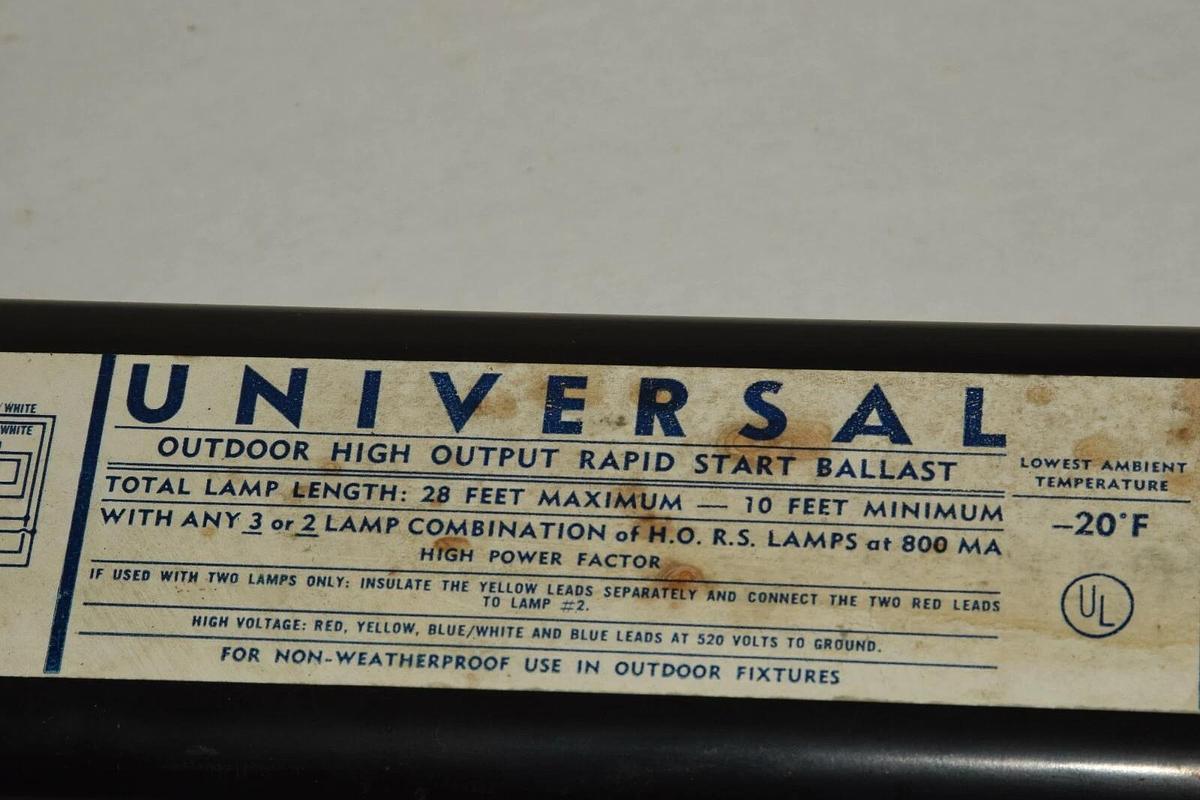 WHITE
WHITE
UNIVERSAL
OUTDOOR HIGH OUTPUT RAPID START BALLAST
TOTAL LAMP LENGTH: 28 FEET MAXIMUM — 10 FEET MINIMUM
WITH ANY 3 or 2 LAMP COMBINATION of H.O. R.S. LAMPS at 800 MA
HIGH POWER FACTOR
IF USED WITH TWO LAMPS ONLY: INSULATE THE YELLOW LEADS SEPARATELY AND CONNECT THE TWO RED LEADS
TO LAMP #2.
HIGH VOLTAGE: RED, YELLOW, BLUE/WHITE AND BLUE LEADS AT 520 VOLTS TO GROUND.
FOR NON-WEATHERPROOF USE IN OUTDOOR FIXTURES
LOWEST AMBIENT
TEMPERATURE
–20°F
UL